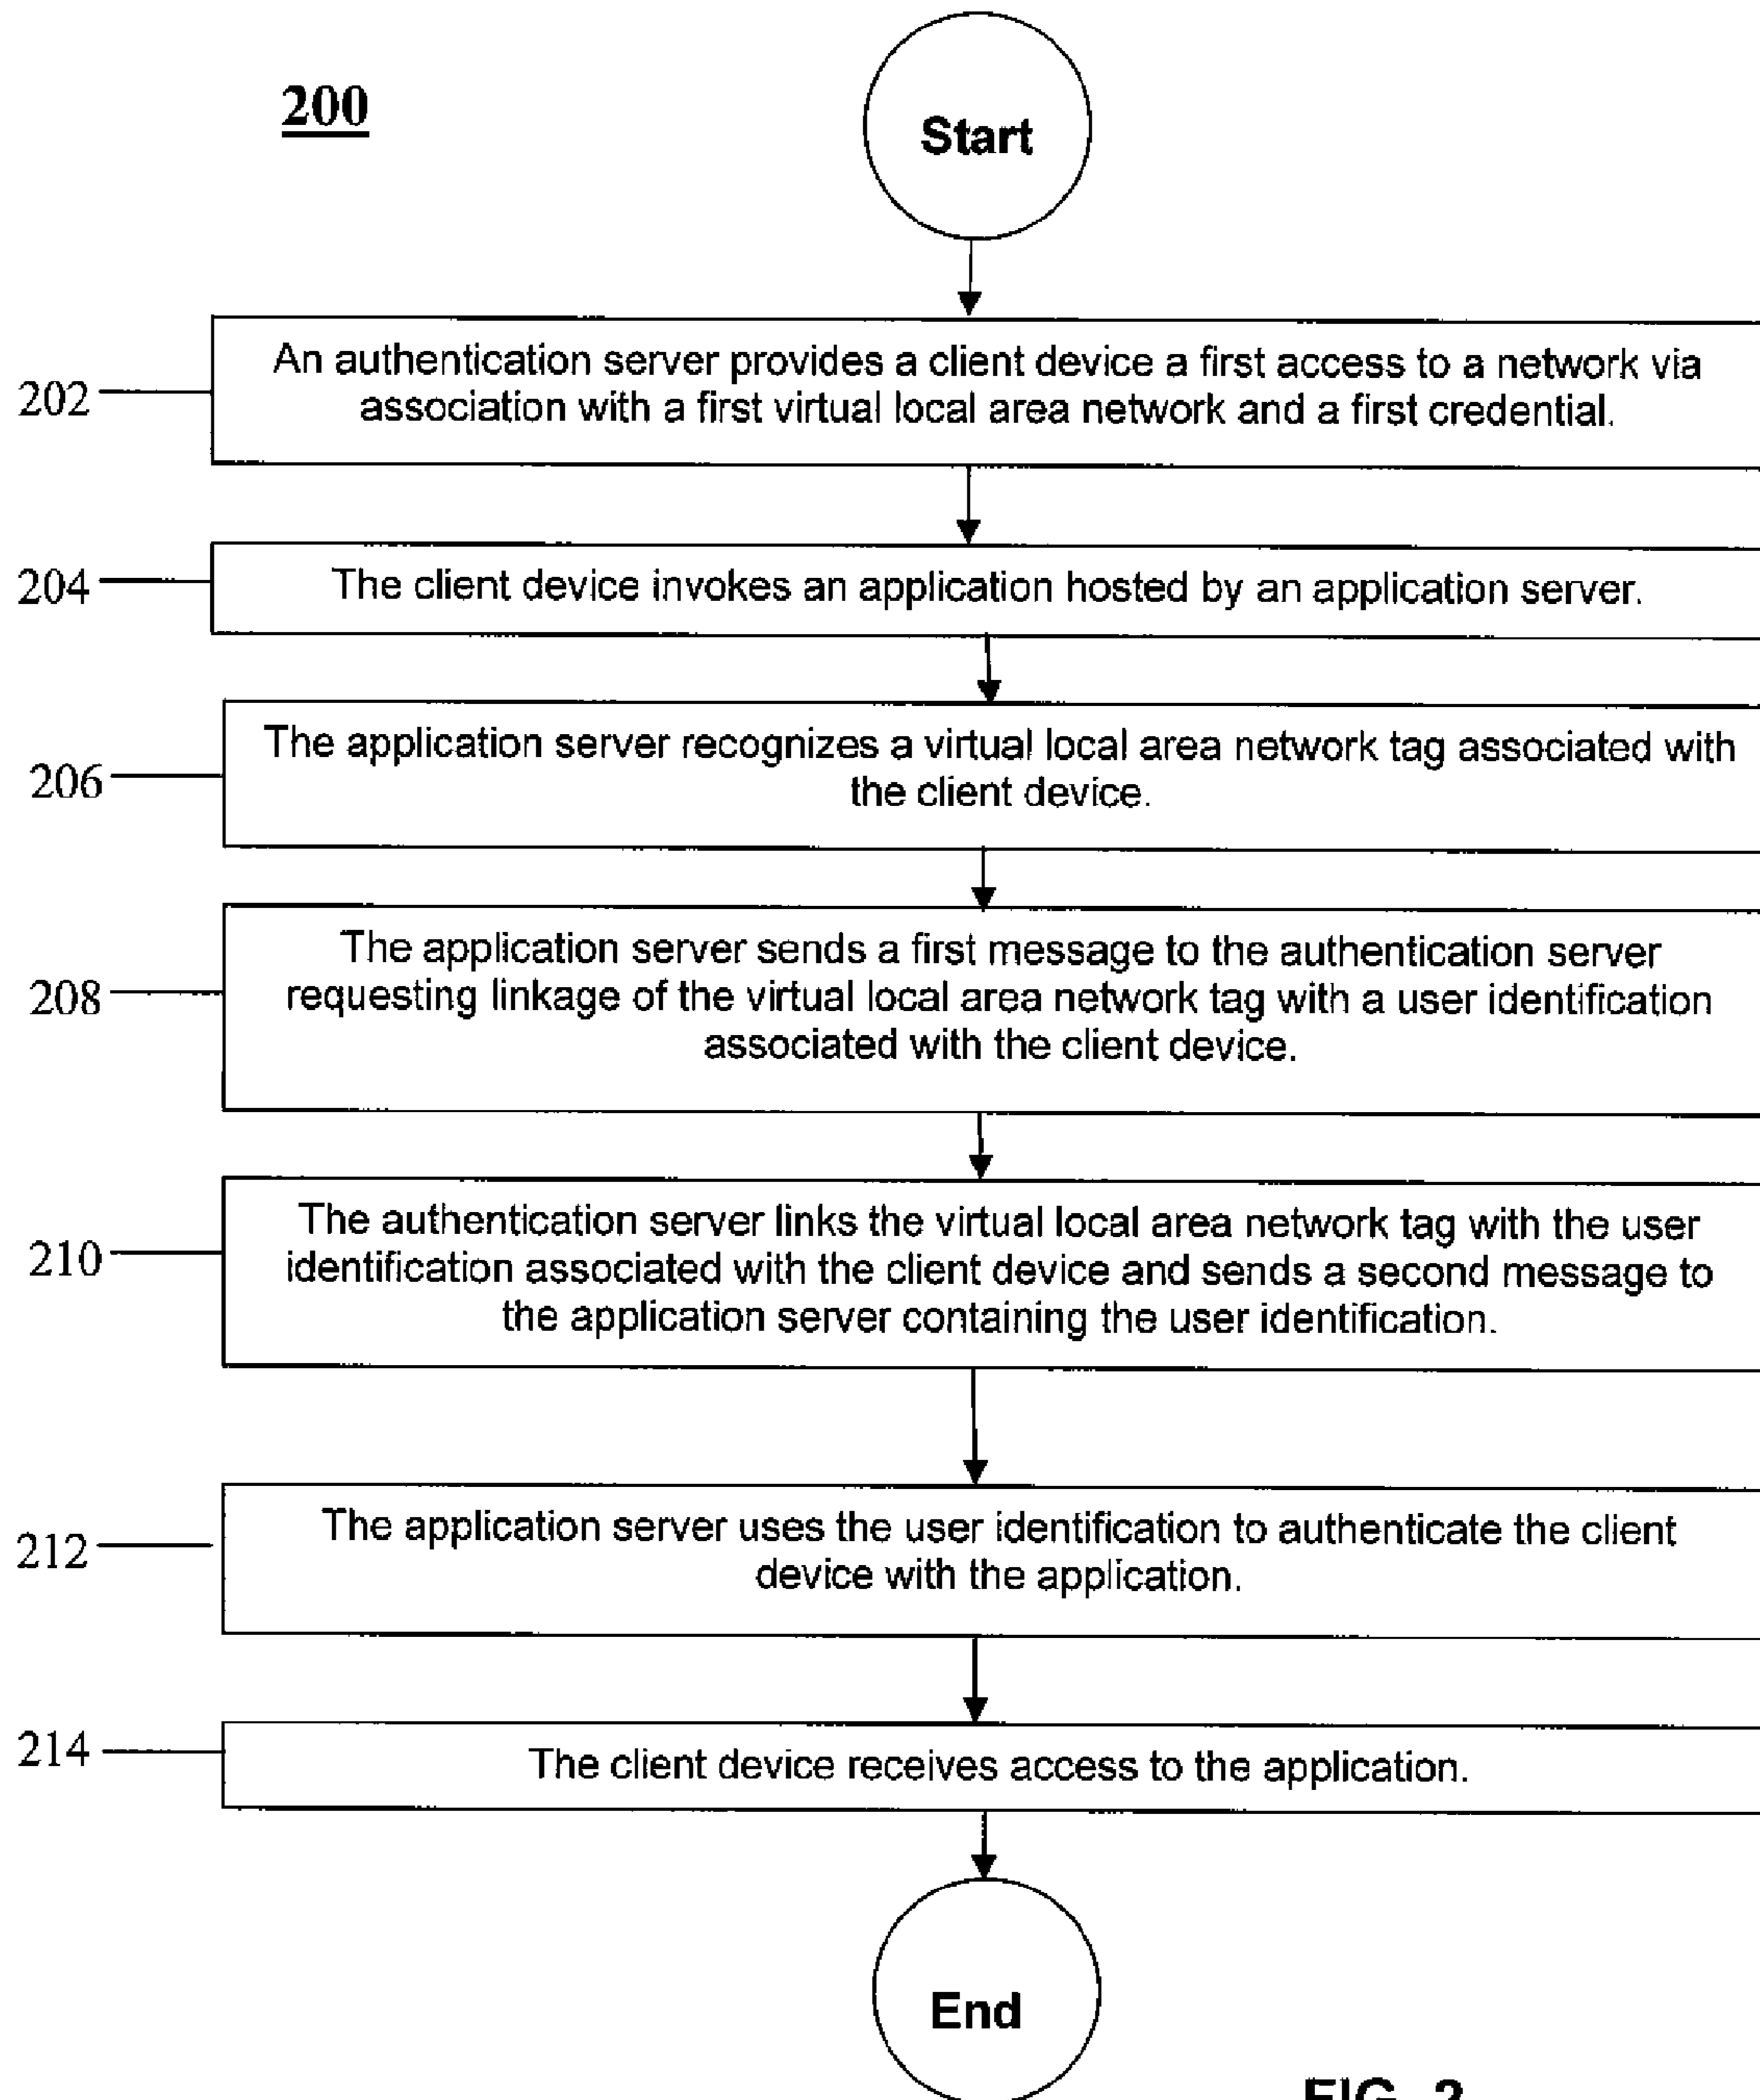 200
Start
202
An authentication server provides a client device a first access to a network via
association with a first virtual local area network and a first credential.
204
The client device invokes an application hosted by an application server.
206
The application server recognizes a virtual local area network tag associated with
the client device.
208
The application server sends a first message to the authentication server
requesting linkage of the virtual local area network tag with a user identification
associated with the client device.
210
The authentication server links the virtual local area network tag with the user
identification associated with the client device and sends a second message to
the application server containing the user identification.
212
The application server uses the user identification to authenticate the client
device with the application.
214
The client device receives access to the application.
End
FIG. 2